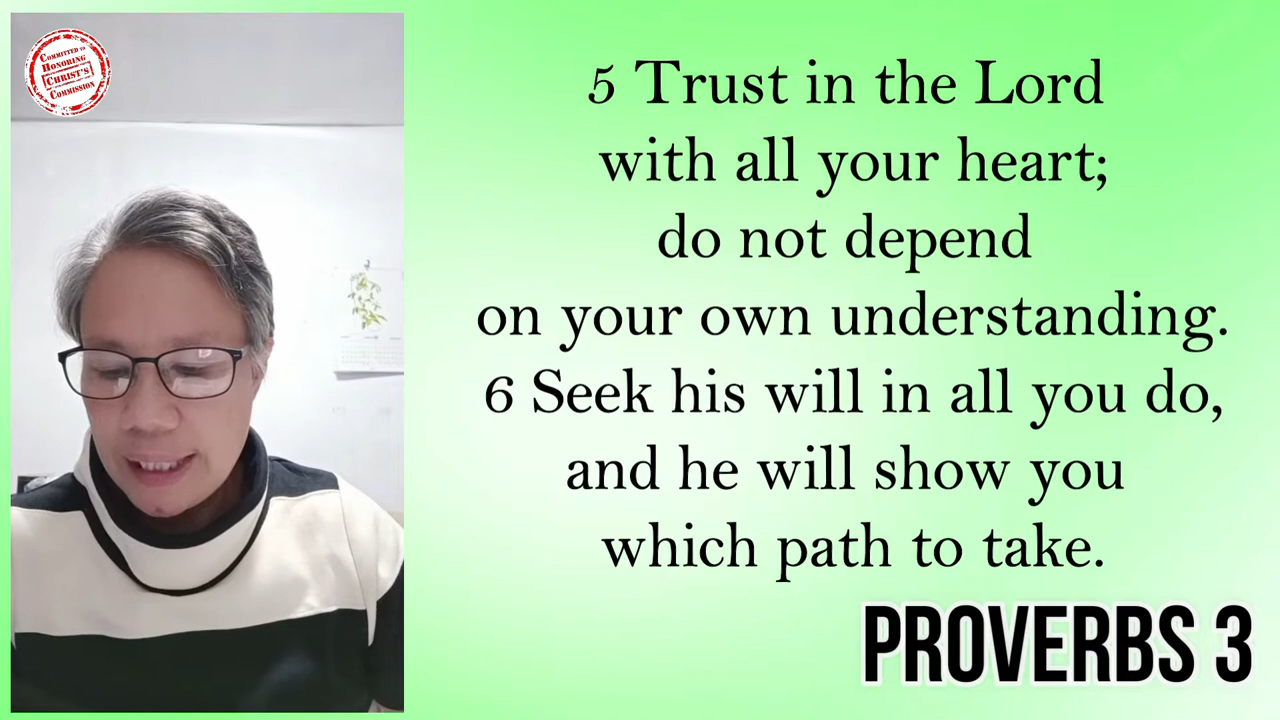 COMMITTED TO
HONORING
CHRIST'S
COMMISSION
5 Trust in the Lord
with all your heart;
do not depend
on your own understanding.
6 Seek his will in all you do,
and he will show you
which path to take.
PROVERBS 3